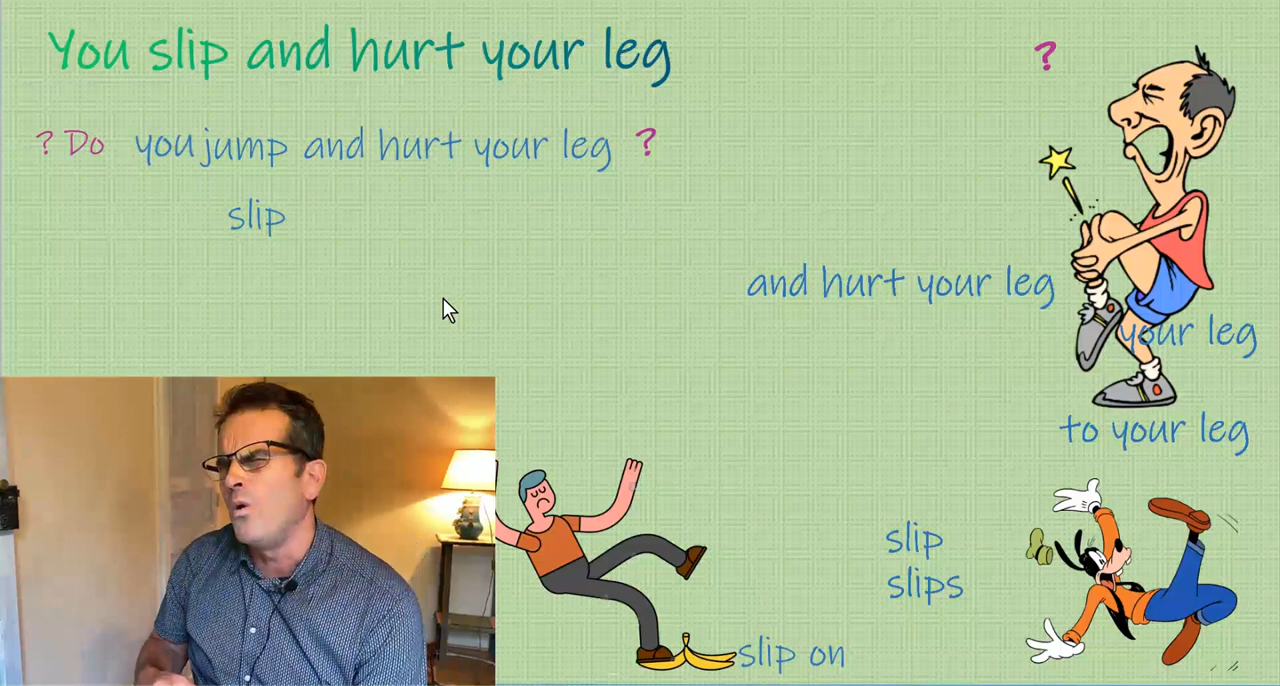 You slip and hurt your leg
?
? Do you jump and hurt your leg ?
slip
and hurt your leg
your leg
to your leg
slip
slips
slip on